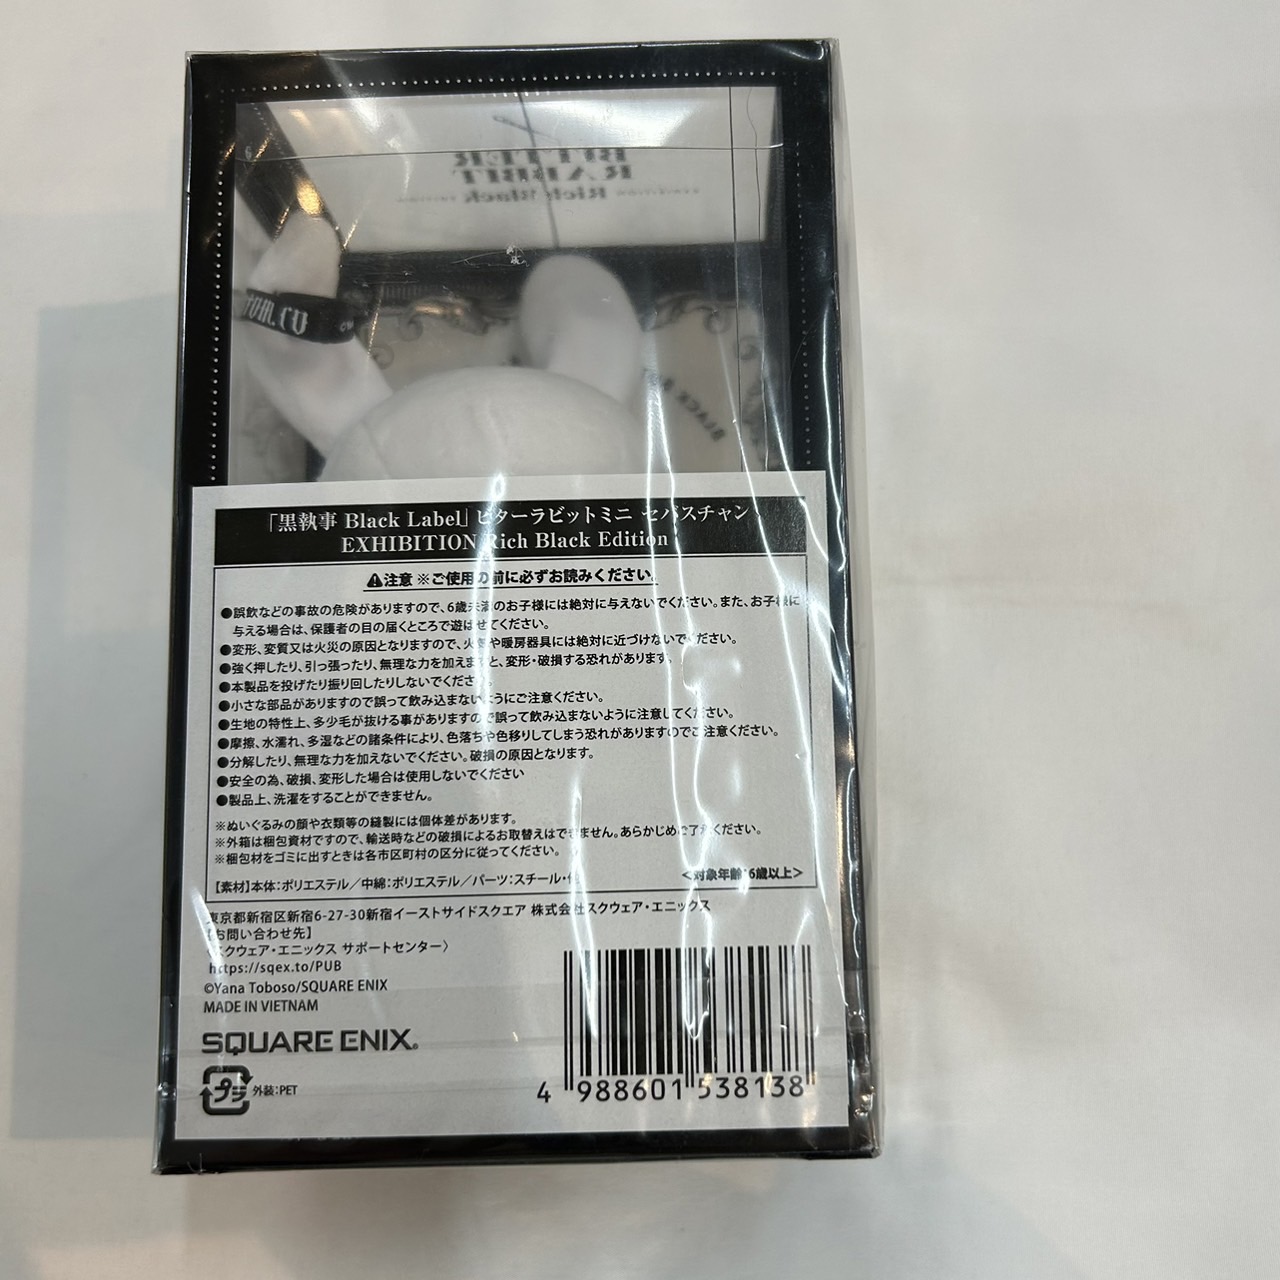 BITTER
RABBIT
EXHIBITION Rich Black EDITION
TOM.CO
BLACK
「黒執事 Black Label」ビターラビットミニ セバスチャン
EXHIBITION Rich Black Edition
⚠注意 ※ご使用の前に必ずお読みください。
●誤飲などの事故の危険がありますので、6歳未満のお子様には絶対に与えないでください。また、お子様に
与える場合は、保護者の目の届くところで遊ばせてください。
●変形、変質又は火災の原因となりますので、火気や暖房器具には絶対に近づけないでください。
●強く押したり、引っ張ったり、無理な力を加えますと、変形・破損する恐れがあります。
●本製品を投げたり振り回したりしないでください。
●小さな部品がありますので誤って飲み込まないようにご注意ください。
●生地の特性上、多少毛が抜ける事がありますので誤って飲み込まないように注意してください。
●摩擦、水濡れ、多湿などの諸条件により、色落ちや色移りしてしまう恐れがありますのでご注意ください。
●分解したり、無理な力を加えないでください。破損の原因となります。
●安全の為、破損、変形した場合は使用しないでください
●製品上、洗濯をすることができません。
※ぬいぐるみの顔や衣類等の縫製には個体差があります。
※外箱は梱包資材ですので、輸送時などの破損によるお取替えはできません。あらかじめご了承ください。
※梱包材をゴミに出すときは各市区町村の区分に従ってください。
【素材】本体：ポリエステル／中綿：ポリエステル／パーツ：スチール・他
＜対象年齢：6歳以上＞
東京都新宿区新宿6-27-30新宿イーストサイドスクエア 株式会社スクウェア・エニックス
【お問い合わせ先】
〈スクウェア・エニックス サポートセンター〉
https://sqex.to/PUB
©Yana Toboso/SQUARE ENIX
MADE IN VIETNAM
SQUARE ENIX.
プラ 外装：PET
4 988601 538138